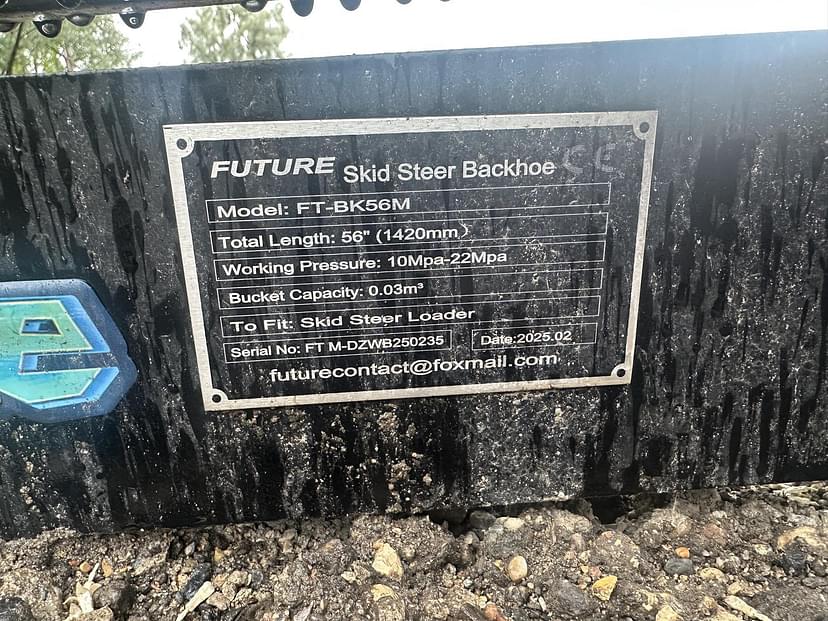 FUTURE Skid Steer Backhoe CE
Model: FT-BK56M
Total Length: 56" (1420mm）
Working Pressure: 10Mpa-22Mpa
Bucket Capacity: 0.03m³
To Fit: Skid Steer Loader
Serial No: FT M-DZWB250235 Date:2025.02
futurecontact@foxmail.com
e